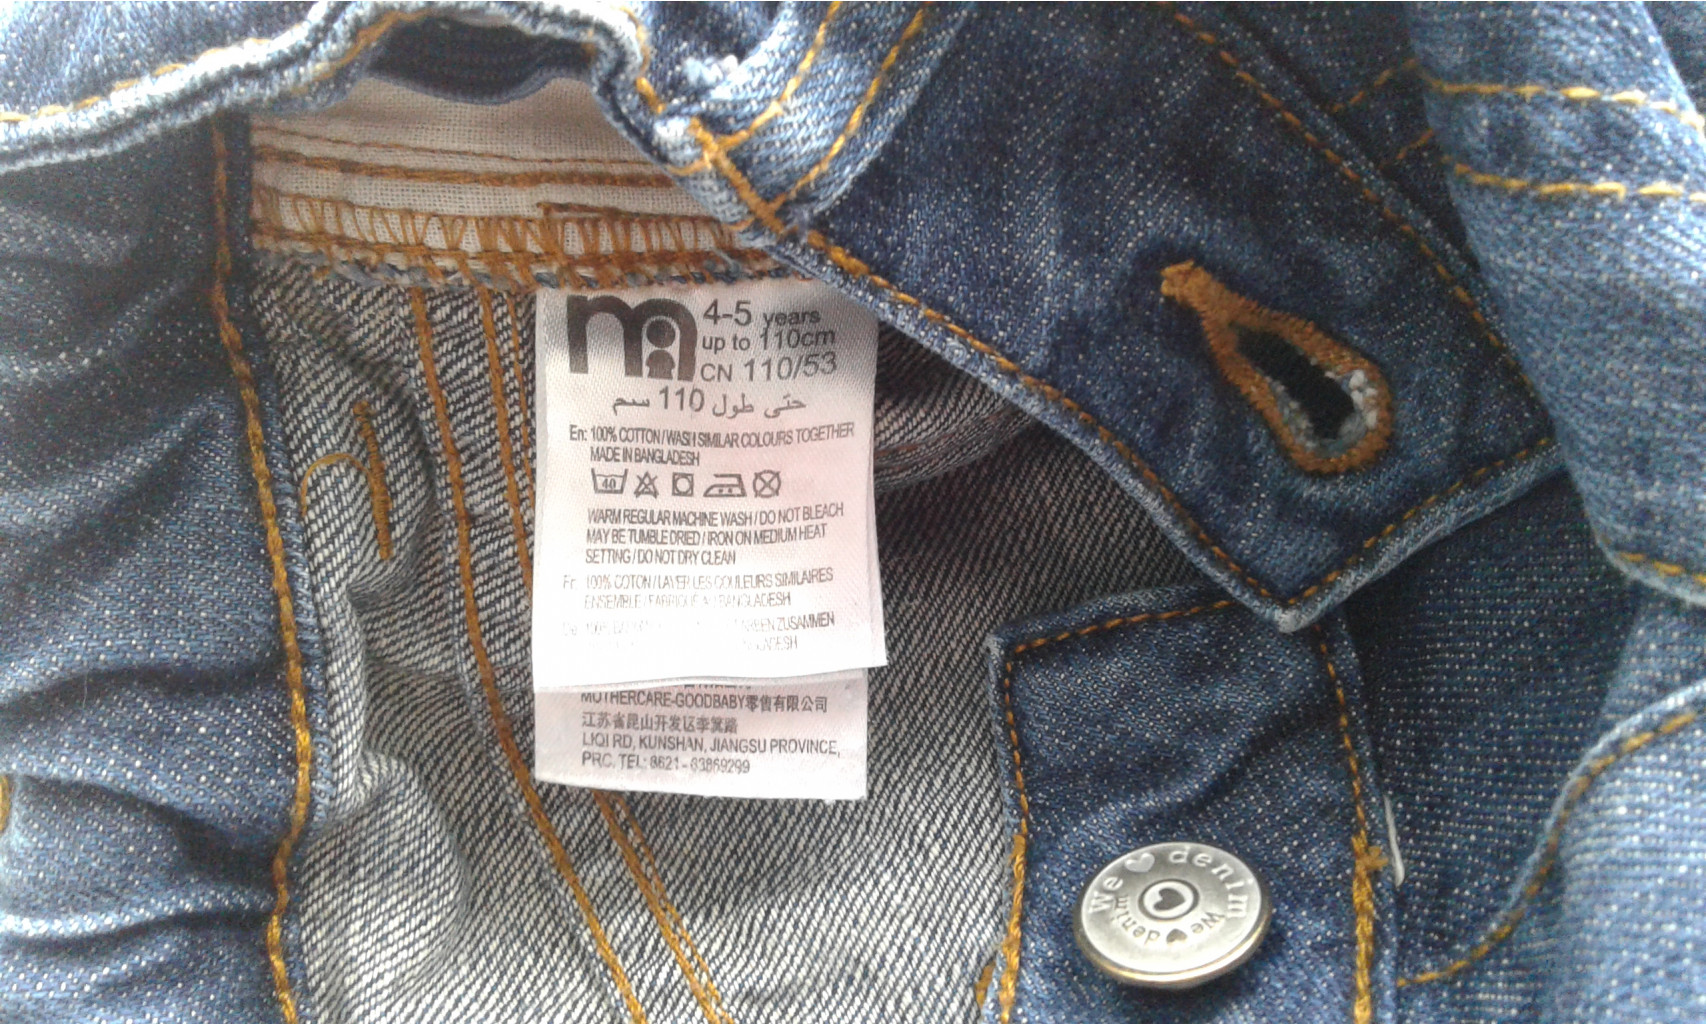 m
4-5 years
up to 110cm
CN 110/53
حتى طول 110 سم
En: 100% COTTON/WASH SIMILAR COLOURS TOGETHER
MADE IN BANGLADESH
40
WARM REGULAR MACHINE WASH/DO NOT BLEACH
MAY BE TUMBLE DRIED/IRON ON MEDIUM HEAT
SETTING/DO NOT DRY CLEAN
Fr: 100% COTON/LAVER LES COULEURS SIMILAIRES
ENSEMBLE/FABRIQUÉ AU BANGLADESH
ZUSAMMEN
MOTHERCARE-GOODBABY零售有限公司
江苏省昆山开发区李箕路
LIQI RD, KUNSHAN, JIANGSU PROVINCE,
PRC. TEL: 8621-63869299
We ♥ denim
We ♥ denim